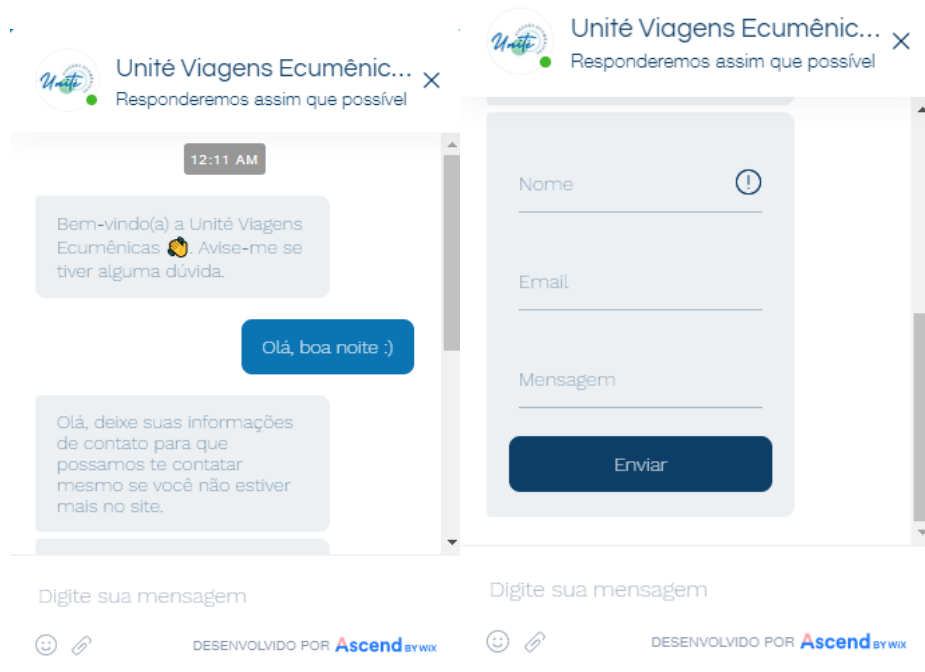 Unité
Unité Viagens Ecumênic...
Responderemos assim que possível
12:11 AM
Bem-vindo(a) a Unité Viagens
Ecumênicas 👏. Avise-me se
tiver alguma dúvida.
Olá, boa noite :)
Olá, deixe suas informações
de contato para que
possamos te contatar
mesmo se você não estiver
mais no site.
Digite sua mensagem
DESENVOLVIDO POR Ascend BY WIX
Unité
Unité Viagens Ecumênic...
Responderemos assim que possível
Nome
Email
Mensagem
Enviar
Digite sua mensagem
DESENVOLVIDO POR Ascend BY WIX